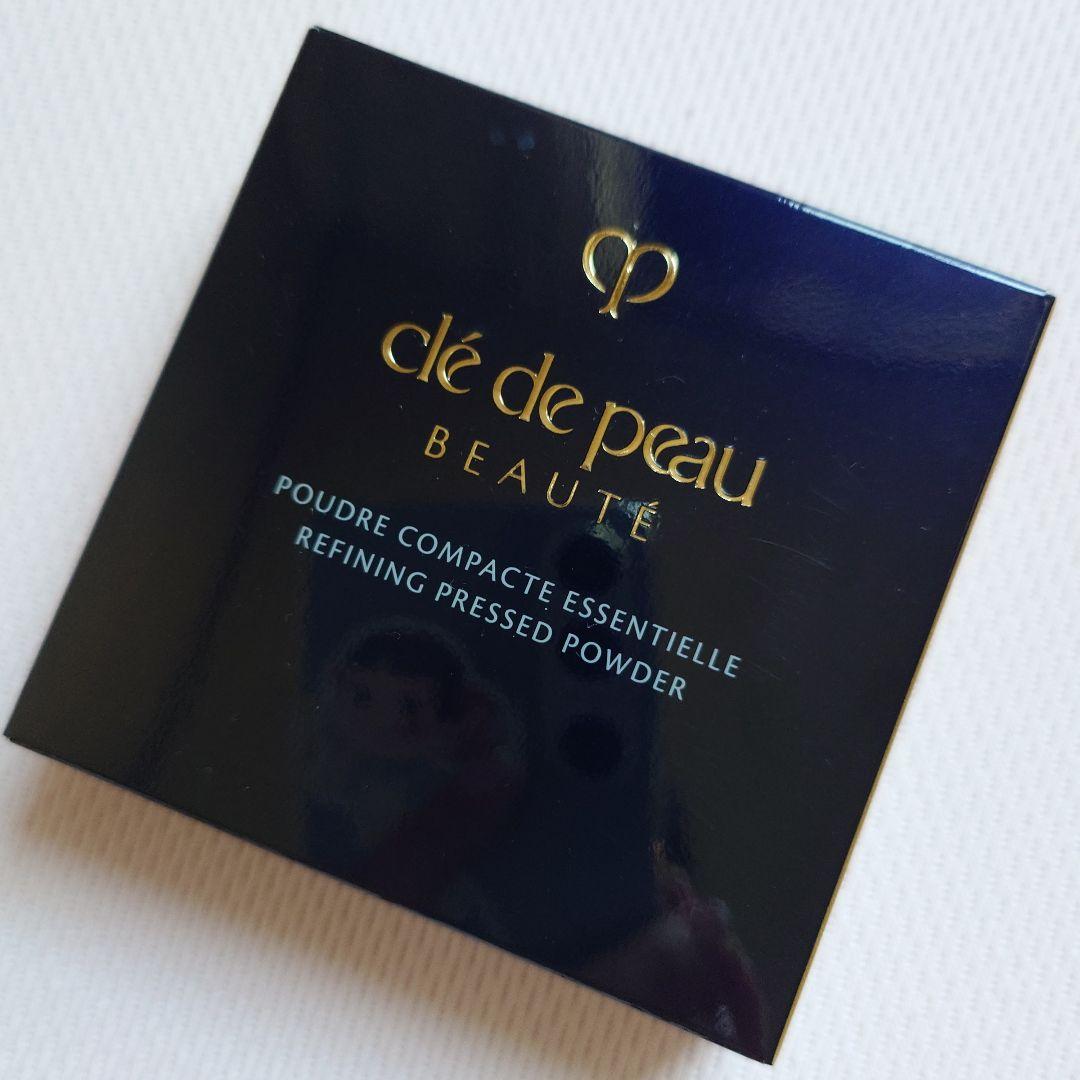 clé de peau
BEAUTÉ
POUDRE COMPACTE ESSENTIELLE
REFINING PRESSED POWDER